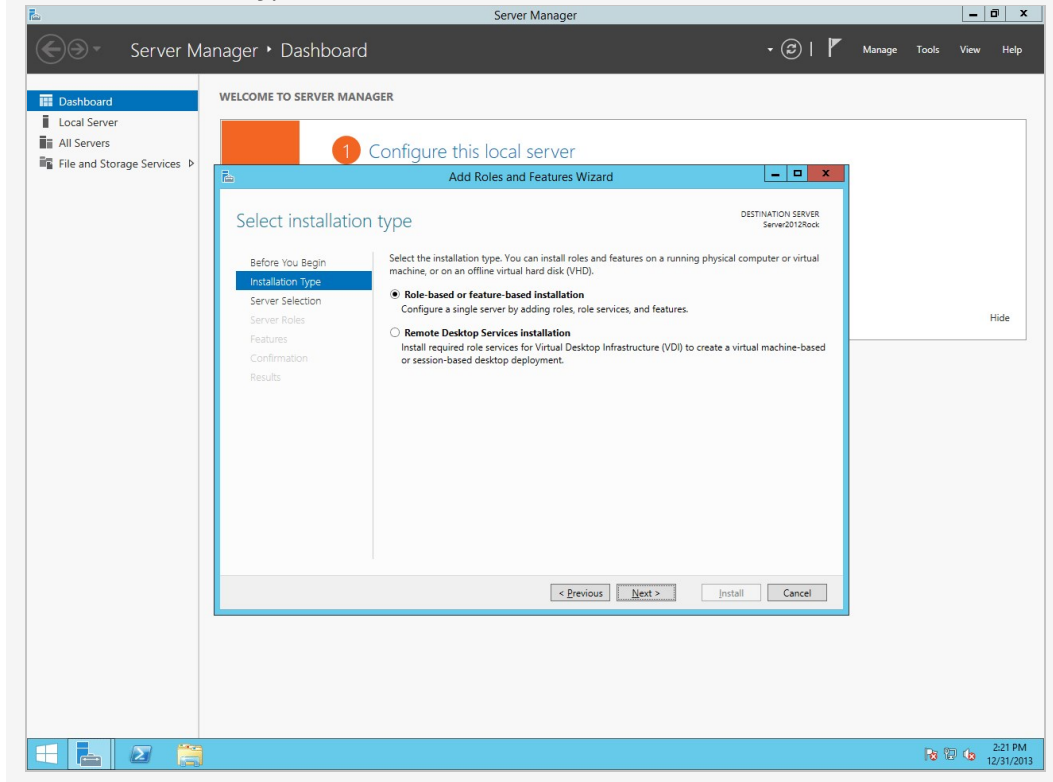 Server Manager
Server Manager • Dashboard
Manage Tools View Help
Dashboard
Local Server
All Servers
File and Storage Services
WELCOME TO SERVER MANAGER
1 Configure this local server
Hide
Add Roles and Features Wizard
Select installation type
DESTINATION SERVER
Server2012Rock
Before You Begin
Installation Type
Server Selection
Server Roles
Features
Confirmation
Results
Select the installation type. You can install roles and features on a running physical computer or virtual
machine, or on an offline virtual hard disk (VHD).
Role-based or feature-based installation
Configure a single server by adding roles, role services, and features.
Remote Desktop Services installation
Install required role services for Virtual Desktop Infrastructure (VDI) to create a virtual machine-based
or session-based desktop deployment.
< Previous Next > Install Cancel
2:21 PM
12/31/2013